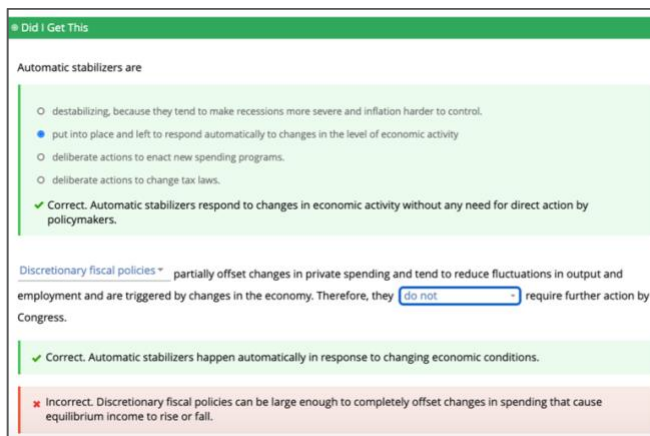 Did I Get This
Automatic stabilizers are
destabilizing, because they tend to make recessions more severe and inflation harder to control.
put into place and left to respond automatically to changes in the level of economic activity
deliberate actions to enact new spending programs.
deliberate actions to change tax laws.
Correct. Automatic stabilizers respond to changes in economic activity without any need for direct action by
policymakers.
Discretionary fiscal policies partially offset changes in private spending and tend to reduce fluctuations in output and
employment and are triggered by changes in the economy. Therefore, they do not require further action by
Congress.
Correct. Automatic stabilizers happen automatically in response to changing economic conditions.
Incorrect. Discretionary fiscal policies can be large enough to completely offset changes in spending that cause
equilibrium income to rise or fall.